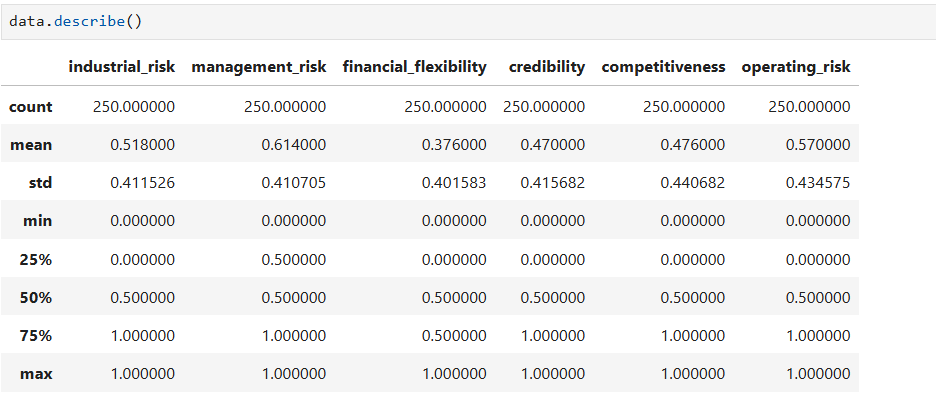 data.describe()
industrial_risk management_risk financial_flexibility credibility competitiveness operating_risk
count 250.000000 250.000000 250.000000 250.000000 250.000000 250.000000
mean 0.518000 0.614000 0.376000 0.470000 0.476000 0.570000
std 0.411526 0.410705 0.401583 0.415682 0.440682 0.434575
min 0.000000 0.000000 0.000000 0.000000 0.000000 0.000000
25% 0.000000 0.500000 0.000000 0.000000 0.000000 0.000000
50% 0.500000 0.500000 0.500000 0.500000 0.500000 0.500000
75% 1.000000 1.000000 0.500000 1.000000 1.000000 1.000000
max 1.000000 1.000000 1.000000 1.000000 1.000000 1.000000